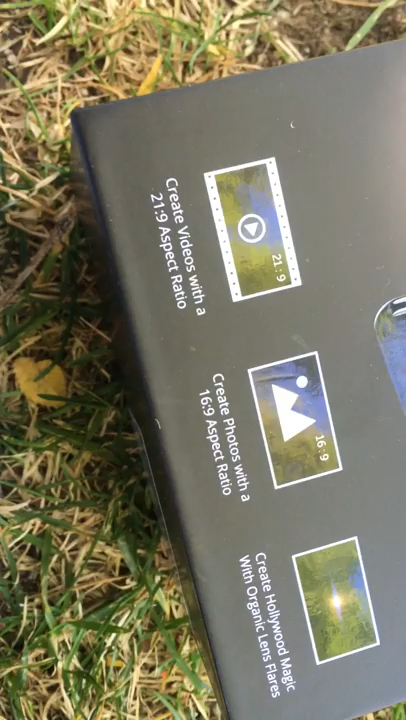 21:9
Create Videos with a
21:9 Aspect Ratio
16:9
Create Photos with a
16:9 Aspect Ratio
Create Hollywood Magic
With Organic Lens Flares